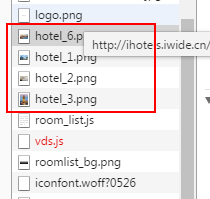 logo.png
hotel_6.png
http://ihotels.iwide.cn/
hotel_1.png
hotel_2.png
hotel_3.png
room_list.js
vds.js
roomlist_bg.png
iconfont.woff?0526